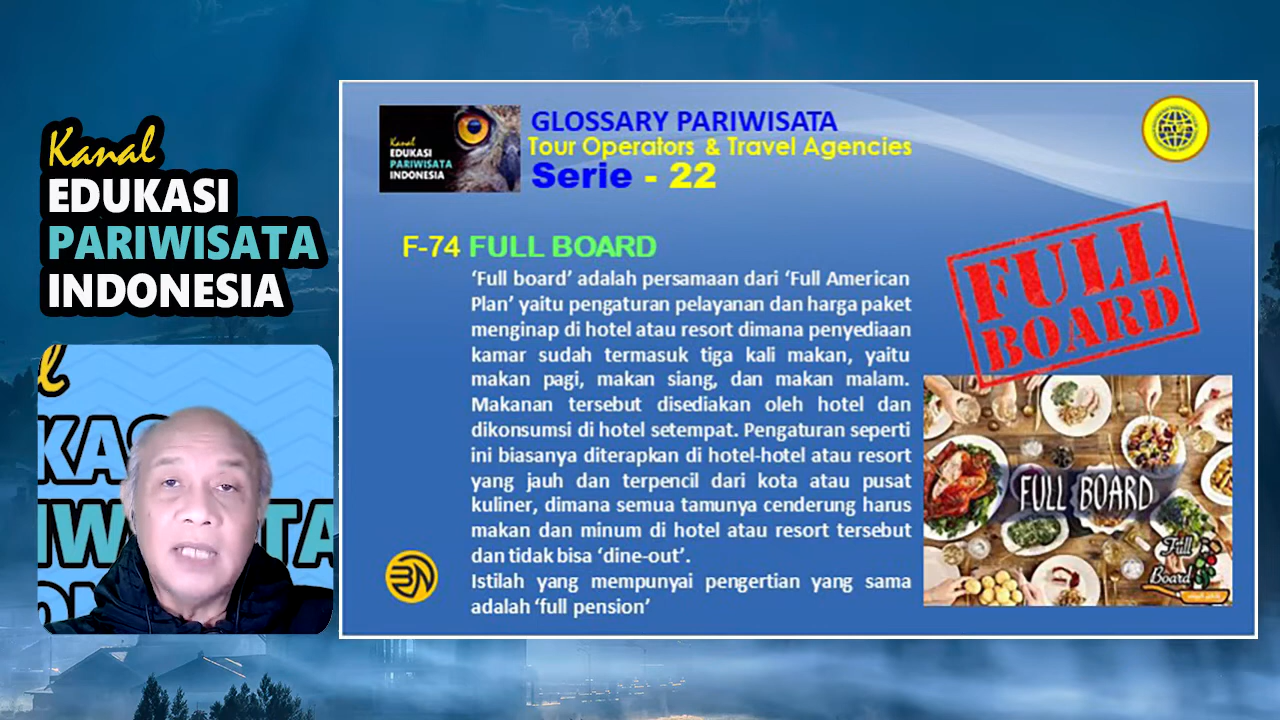 Kanal
EDUKASI
PARIWISATA
INDONESIA
Kanal
EDUKASI
PARIWISATA
INDONESIA
GLOSSARY PARIWISATA
Tour Operators & Travel Agencies
Serie - 22
F-74 FULL BOARD
‘Full board’ adalah persamaan dari ‘Full American
Plan’ yaitu pengaturan pelayanan dan harga paket
menginap di hotel atau resort dimana penyediaan
kamar sudah termasuk tiga kali makan, yaitu
makan pagi, makan siang, dan makan malam.
Makanan tersebut disediakan oleh hotel dan
dikonsumsi di hotel setempat. Pengaturan seperti
ini biasanya diterapkan di hotel-hotel atau resort
yang jauh dan terpencil dari kota atau pusat
kuliner, dimana semua tamunya cenderung harus
makan dan minum di hotel atau resort tersebut
dan tidak bisa ‘dine-out’.
Istilah yang mempunyai pengertian yang sama
adalah ‘full pension’
FULL
BOARD
FULL BOARD
Full
Board
BN